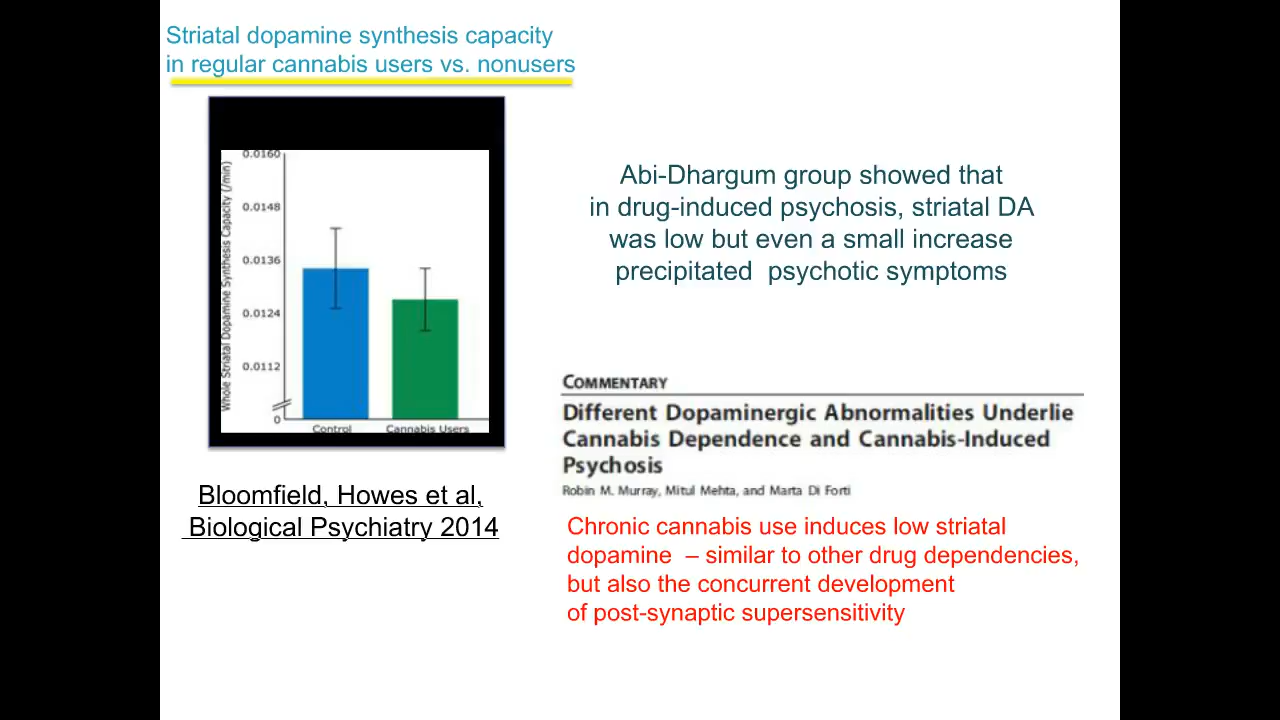 Striatal dopamine synthesis capacity
in regular cannabis users vs. nonusers
Whole Striatal Dopamine Synthesis Capacity (/min)
0.0160
0.0148
0.0136
0.0124
0.0112
0
Control Cannabis Users
Bloomfield, Howes et al,
Biological Psychiatry 2014
Abi-Dhargum group showed that
in drug-induced psychosis, striatal DA
was low but even a small increase
precipitated psychotic symptoms
COMMENTARY
Different Dopaminergic Abnormalities Underlie
Cannabis Dependence and Cannabis-Induced
Psychosis
Robin M. Murray, Mitul Mehta, and Marta Di Forti
Chronic cannabis use induces low striatal
dopamine – similar to other drug dependencies,
but also the concurrent development
of post-synaptic supersensitivity